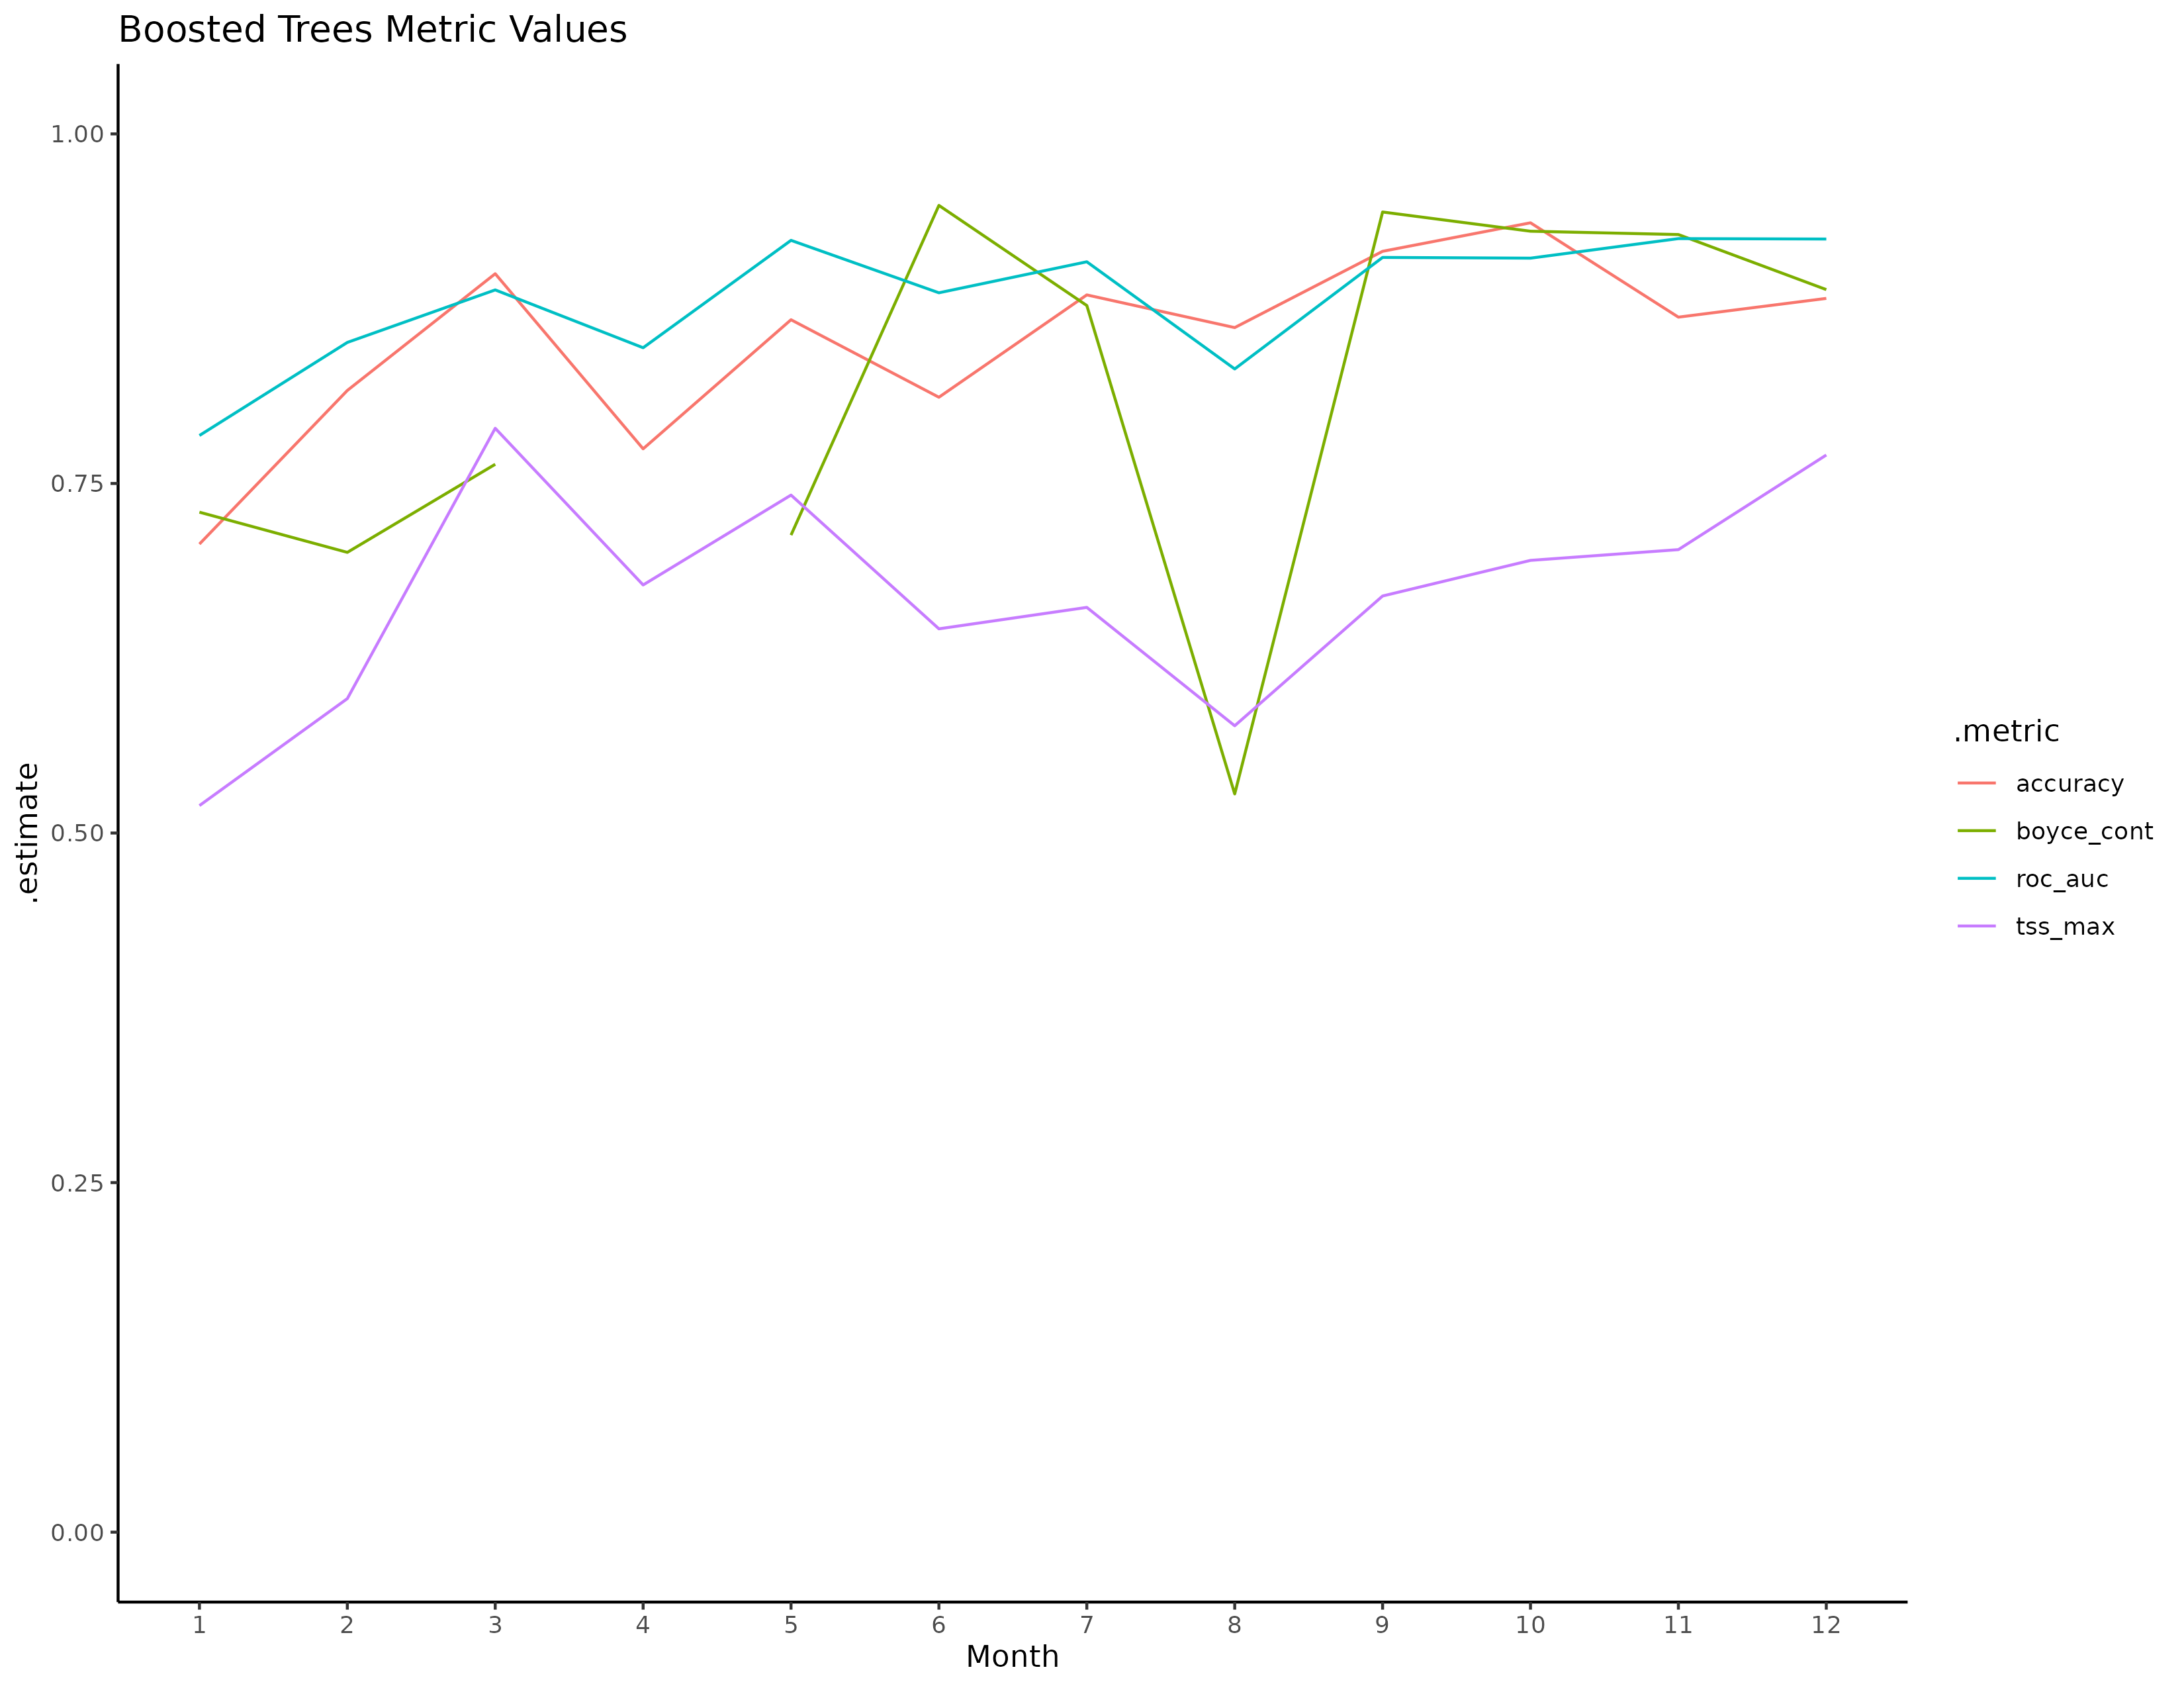 Boosted Trees Metric Values
1.00
0.75
0.50
0.25
0.00
.estimate
1 2 3 4 5 6 7 8 9 10 11 12
Month
.metric
accuracy
boyce_cont
roc_auc
tss_max